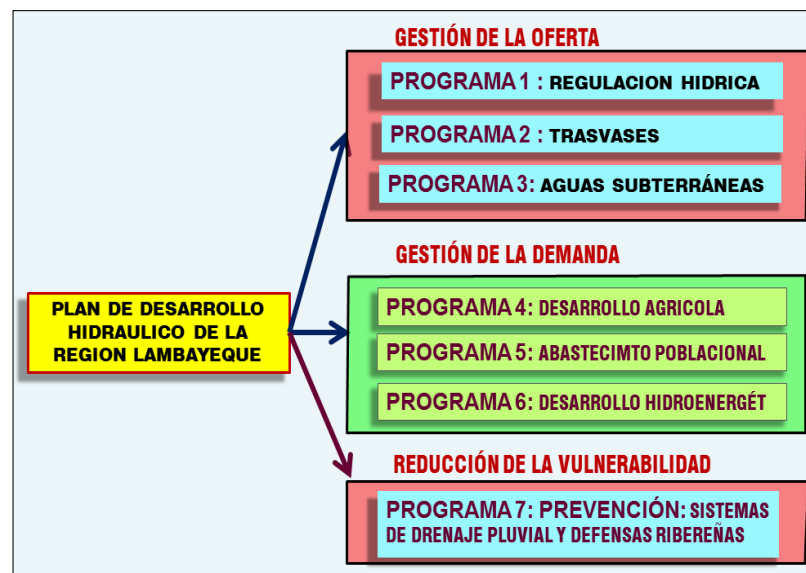 GESTIÓN DE LA OFERTA
PROGRAMA 1 : REGULACION HIDRICA
PROGRAMA 2 : TRASVASES
PROGRAMA 3: AGUAS SUBTERRÁNEAS
GESTIÓN DE LA DEMANDA
PLAN DE DESARROLLO
HIDRAULICO DE LA
REGION LAMBAYEQUE
PROGRAMA 4: DESARROLLO AGRICOLA
PROGRAMA 5: ABASTECIMTO POBLACIONAL
PROGRAMA 6: DESARROLLO HIDROENERGÉT
REDUCCIÓN DE LA VULNERABILIDAD
PROGRAMA 7: PREVENCIÓN: SISTEMAS
DE DRENAJE PLUVIAL Y DEFENSAS RIBEREÑAS